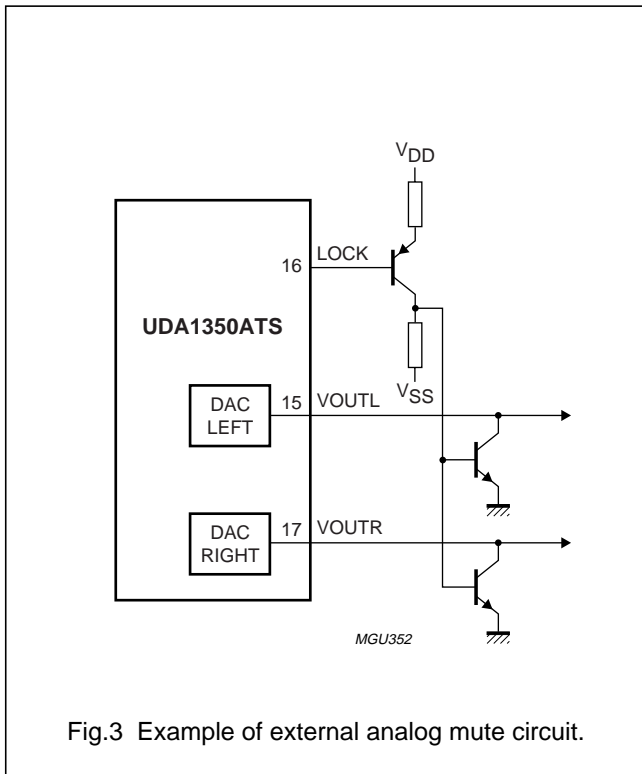 VDD
16 LOCK
UDA1350ATS
VSS
DAC LEFT
15 VOUTL
DAC RIGHT
17 VOUTR
MGU352
Fig.3 Example of external analog mute circuit.